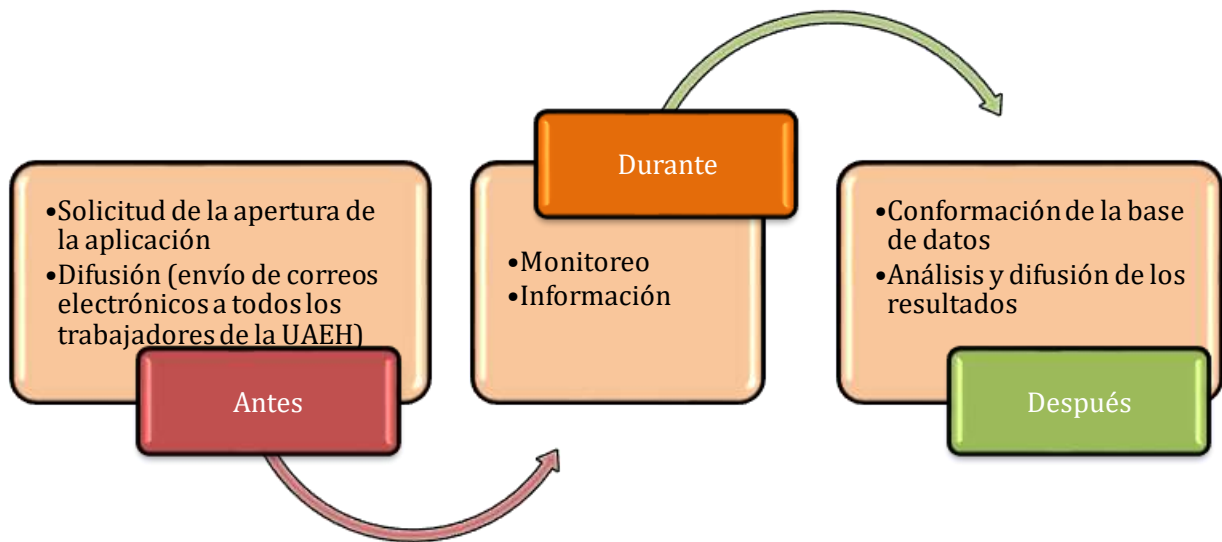 •Solicitud de la apertura de
la aplicación
•Difusión (envío de correos
electrónicos a todos los
trabajadores de la UAEH)
Antes
Durante
•Monitoreo
•Información
•Conformación de la base
de datos
•Análisis y difusión de los
resultados
Después